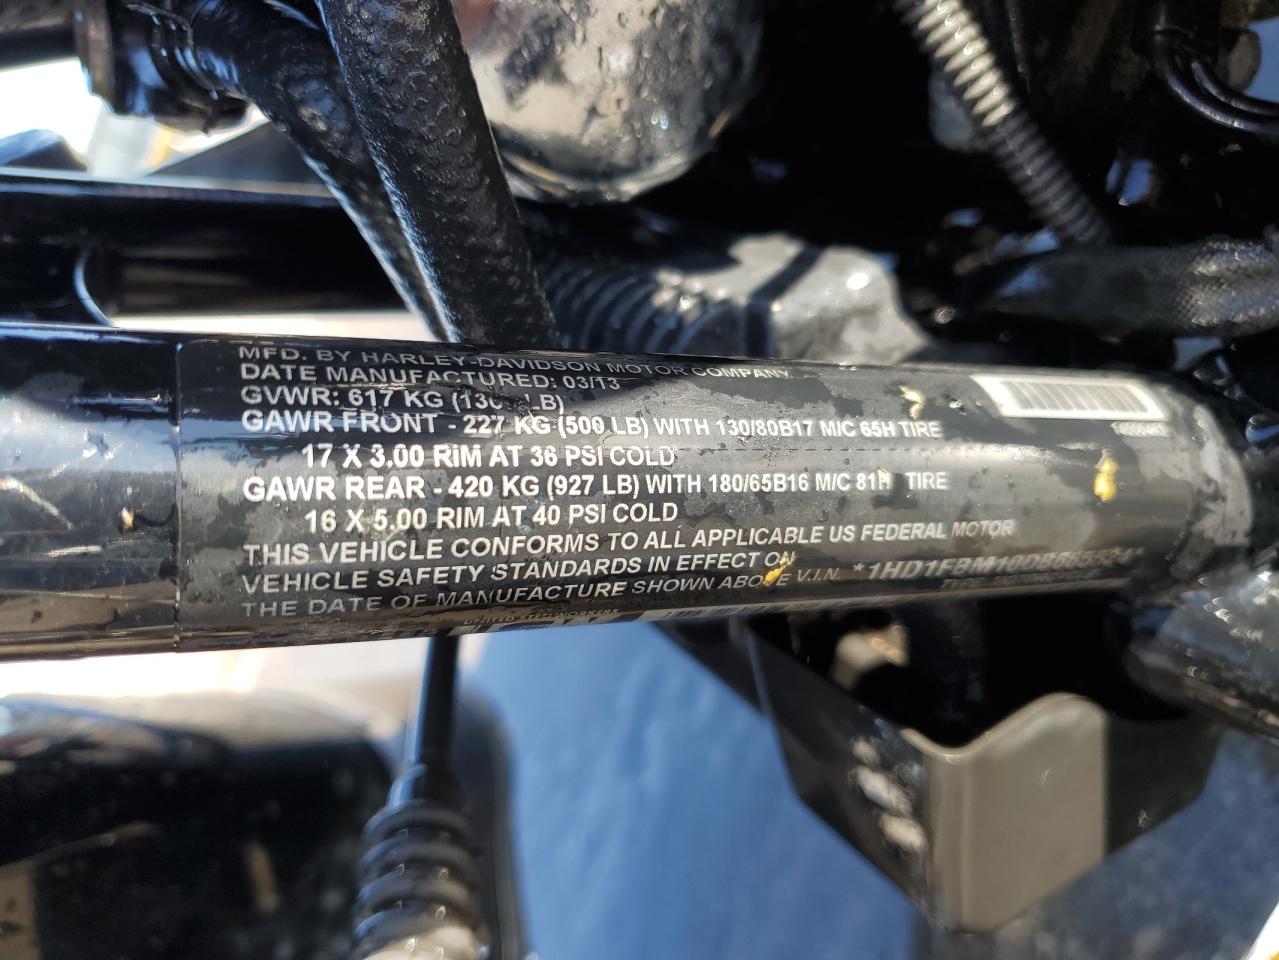 MFD. BY HARLEY-DAVIDSON MOTOR COMPANY
DATE MANUFACTURED: 03/13
GVWR: 617 KG ( LB)
GAWR FRONT - 227 KG (500 LB) WITH 130/80B17 M/C 65H TIRE
17 X 3.00 RIM AT 36 PSI COLD
GAWR REAR - 420 KG (927 LB) WITH 180/65B16 M/C 81H TIRE
16 X 5.00 RIM AT 40 PSI COLD
THIS VEHICLE CONFORMS TO ALL APPLICABLE US FEDERAL MOTOR
VEHICLE SAFETY STANDARDS IN EFFECT ON
THE DATE OF MANUFACTURE SHOWN ABOVE V.I.N.